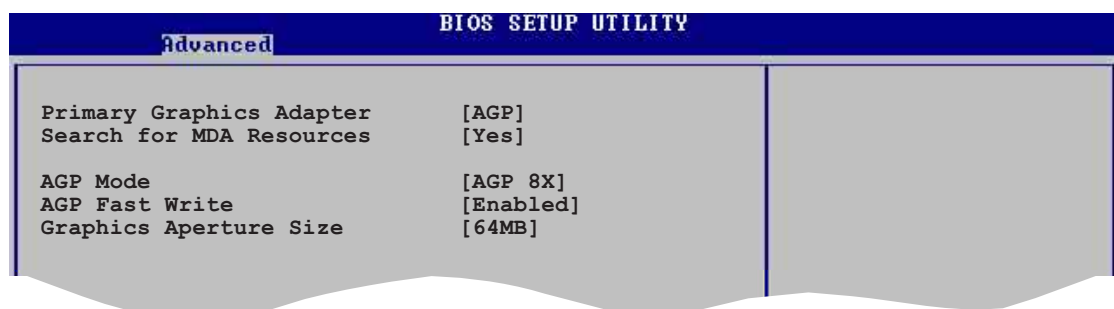 BIOS SETUP UTILITY
Advanced
Primary Graphics Adapter [AGP]
Search for MDA Resources [Yes]
AGP Mode [AGP 8X]
AGP Fast Write [Enabled]
Graphics Aperture Size [64MB]